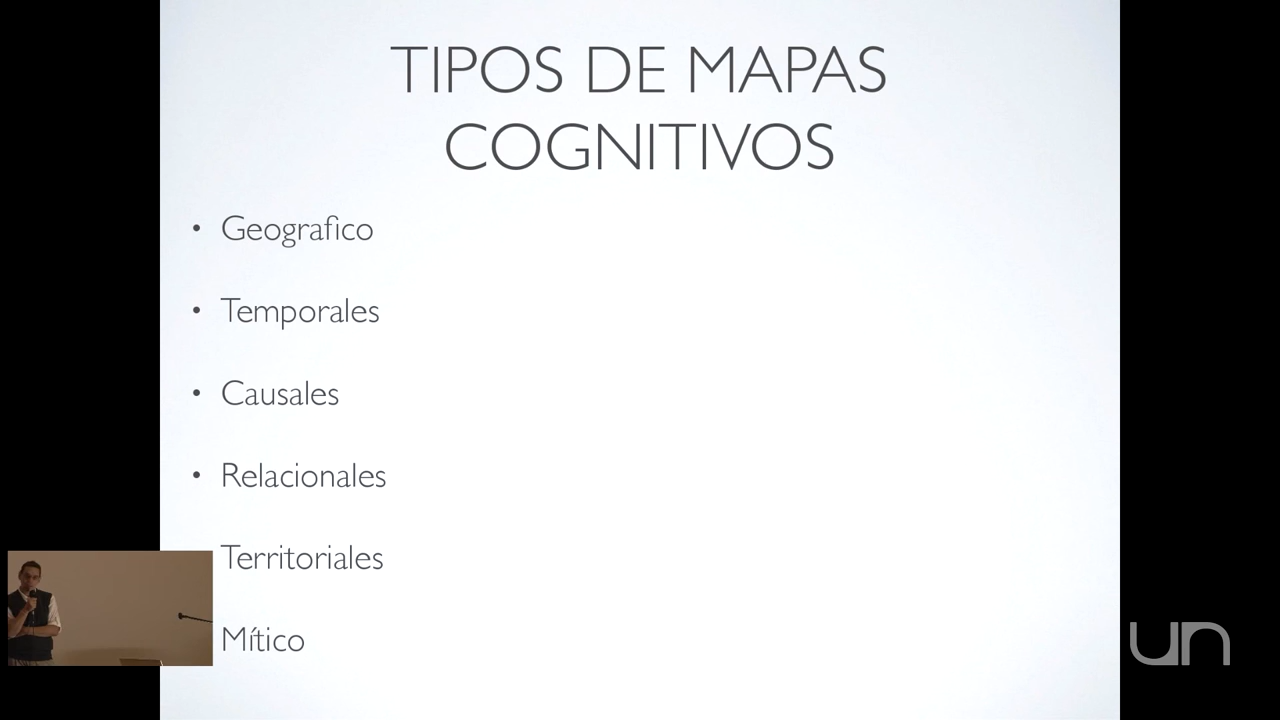 TIPOS DE MAPAS
COGNITIVOS
• Geografico
• Temporales
• Causales
• Relacionales
Territoriales
Mítico
un